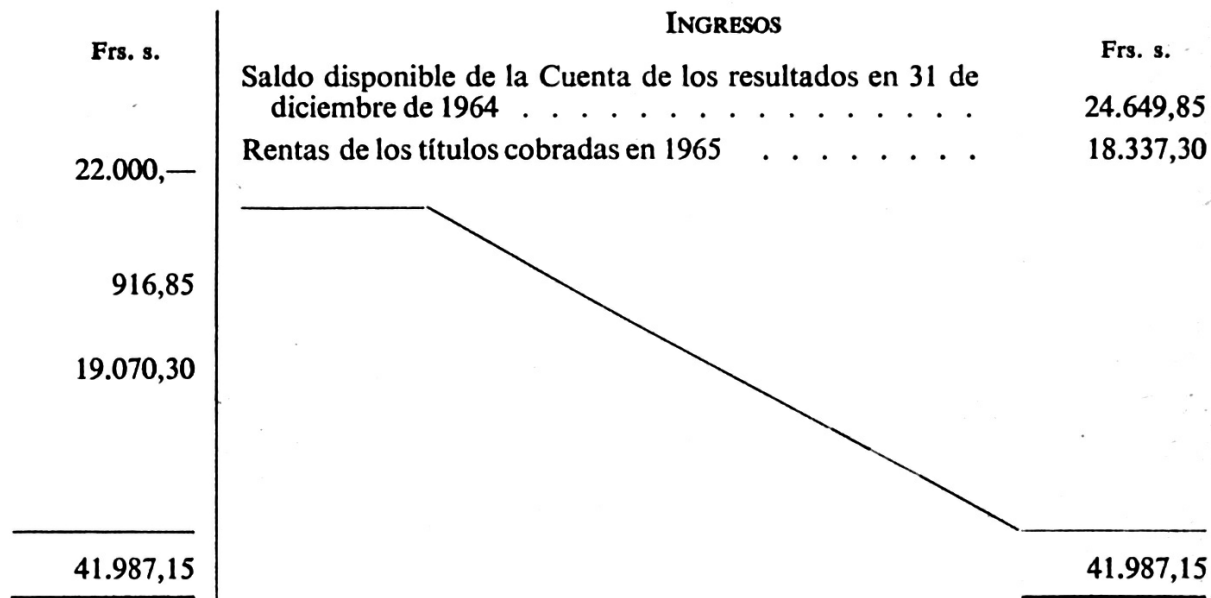 INGRESOS
Frs. s.
Frs. s.
Saldo disponible de la Cuenta de los resultados en 31 de
diciembre de 1964 . . . . . . . . . . . . . . . . . 24.649,85
Rentas de los títulos cobradas en 1965 . . . . . . . . 18.337,30
22.000,—
916,85
19.070,30
41.987,15
41.987,15